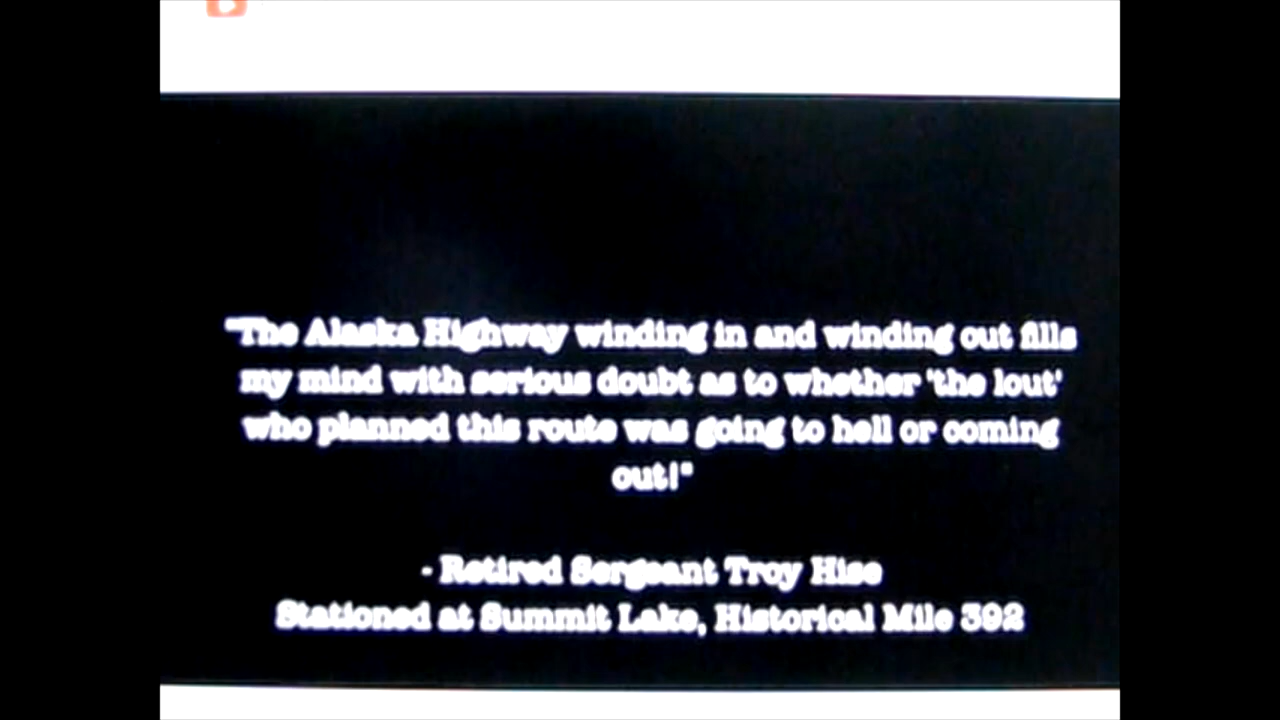 "The Alaska Highway winding in and winding out fills
my mind with serious doubt as to whether 'the lout'
who planned this route was going to hell or coming
out!"
- Retired Sergeant Troy Hise
Stationed at Summit Lake, Historical Mile 392